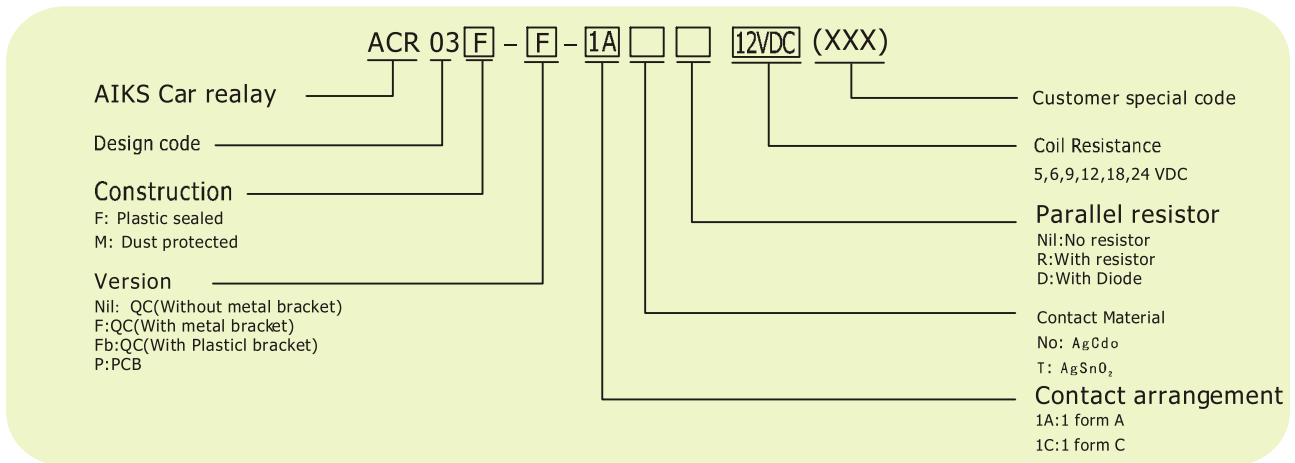 ACR 03 F - F - 1A 12VDC (XXX)
AIKS Car realay
Design code
Construction
F: Plastic sealed
M: Dust protected
Version
Nil: QC(Without metal bracket)
F:QC(With metal bracket)
Fb:QC(With Plasticl bracket)
P:PCB
Customer special code
Coil Resistance
5,6,9,12,18,24 VDC
Parallel resistor
Nil:No resistor
R:With resistor
D:With Diode
Contact Material
No: AgCdo
T: AgSnO₂
Contact arrangement
1A:1 form A
1C:1 form C